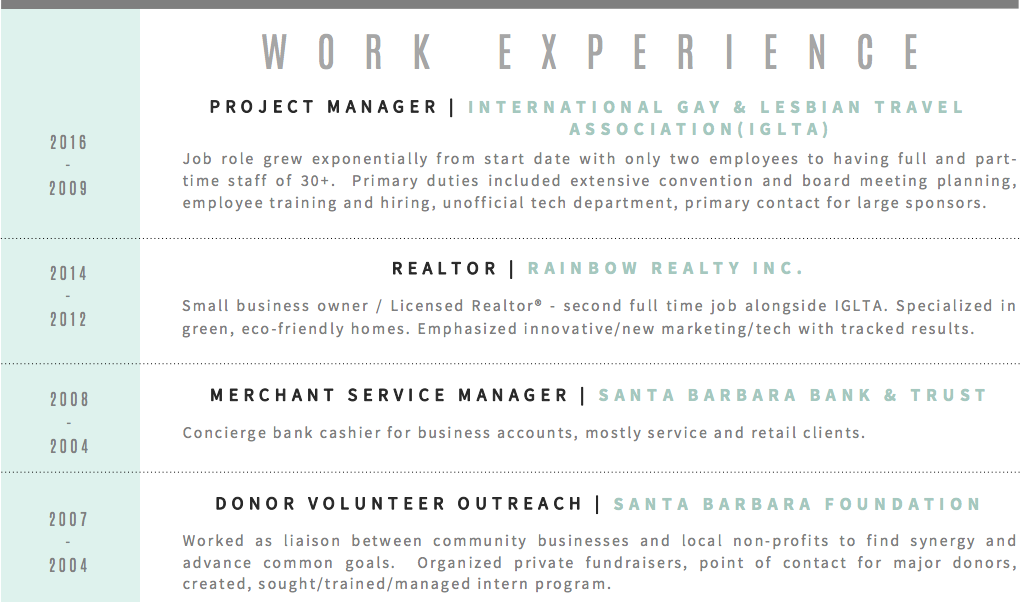 WORK EXPERIENCE
PROJECT MANAGER | INTERNATIONAL GAY & LESBIAN TRAVEL
ASSOCIATION(IGLTA)
2016
-
2009
Job role grew exponentially from start date with only two employees to having full and part-
time staff of 30+. Primary duties included extensive convention and board meeting planning,
employee training and hiring, unofficial tech department, primary contact for large sponsors.
2014
-
2012
REALTOR | RAINBOW REALTY INC.
Small business owner / Licensed Realtor® - second full time job alongside IGLTA. Specialized in
green, eco-friendly homes. Emphasized innovative/new marketing/tech with tracked results.
2008
-
2004
MERCHANT SERVICE MANAGER | SANTA BARBARA BANK & TRUST
Concierge bank cashier for business accounts, mostly service and retail clients.
2007
-
2004
DONOR VOLUNTEER OUTREACH | SANTA BARBARA FOUNDATION
Worked as liaison between community businesses and local non-profits to find synergy and
advance common goals. Organized private fundraisers, point of contact for major donors,
created, sought/trained/managed intern program.